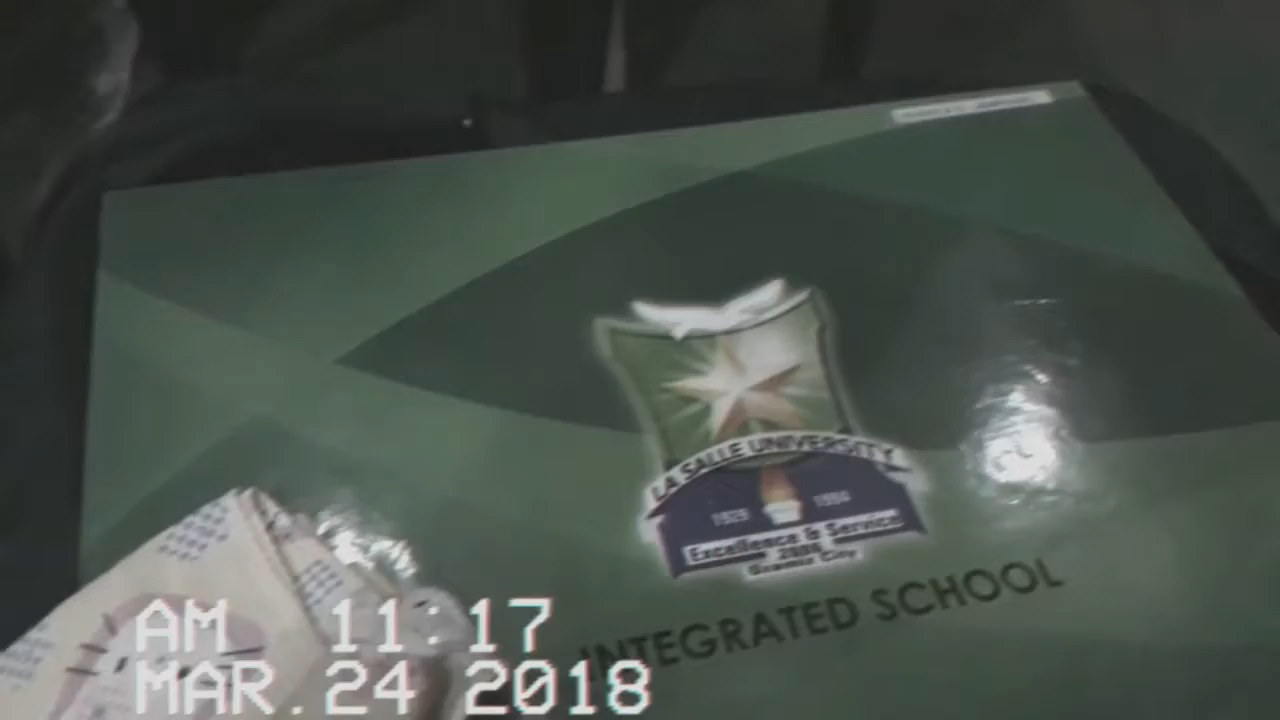 LA SALLE UNIVERSITY
1929 1994
Excellence & Service
2006
Ozamiz City
INTEGRATED SCHOOL
AM 11:17
MAR.24 2018